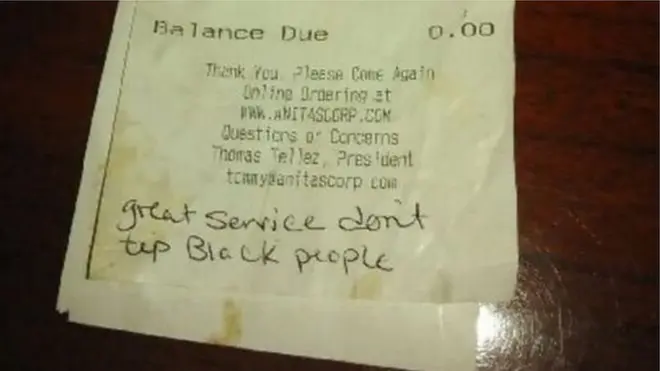 Balance Due 0.00
Thank You, Please Come Again
Online Ordering at
WWW.ANITASCORP.COM
Questions or Concerns
Thomas Tellez, President
tommy@anitascorp.com
great service don't
tip Black people